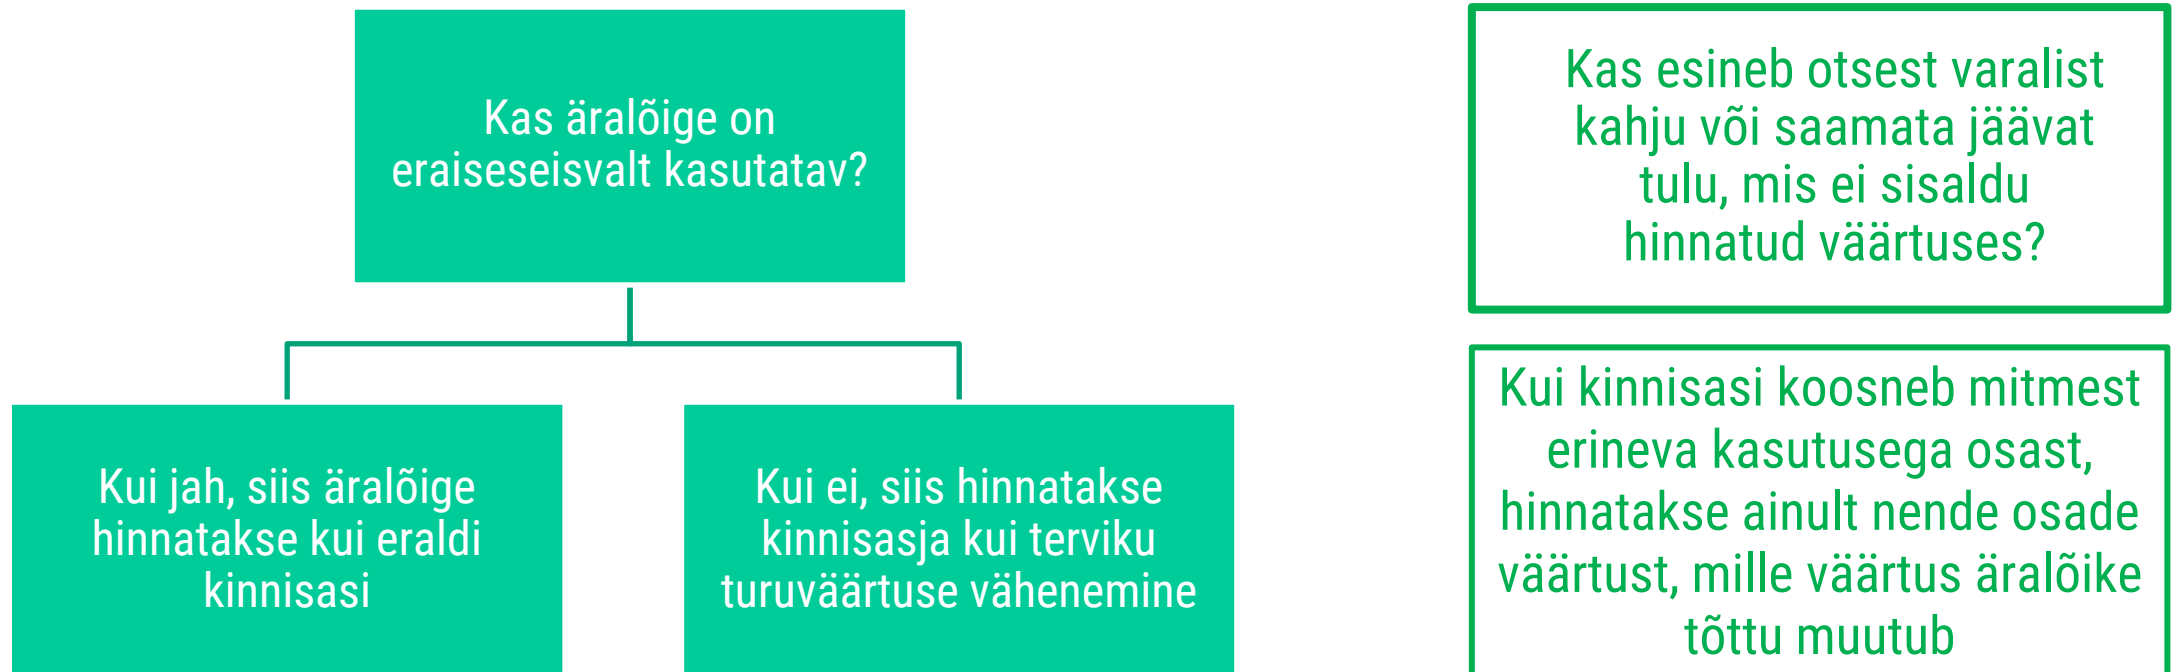 Kas äralõige on
eraiseseisvalt kasutatav?
Kui jah, siis äralõige
hinnatakse kui eraldi
kinnisasi
Kui ei, siis hinnatakse
kinnisasja kui terviku
turuväärtuse vähenemine
Kas esineb otsest varalist
kahju või saamata jäävat
tulu, mis ei sisaldu
hinnatud väärtuses?
Kui kinnisasi koosneb mitmest
erineva kasutusega osast,
hinnatakse ainult nende osade
väärtust, mille väärtus äralõike
tõttu muutub